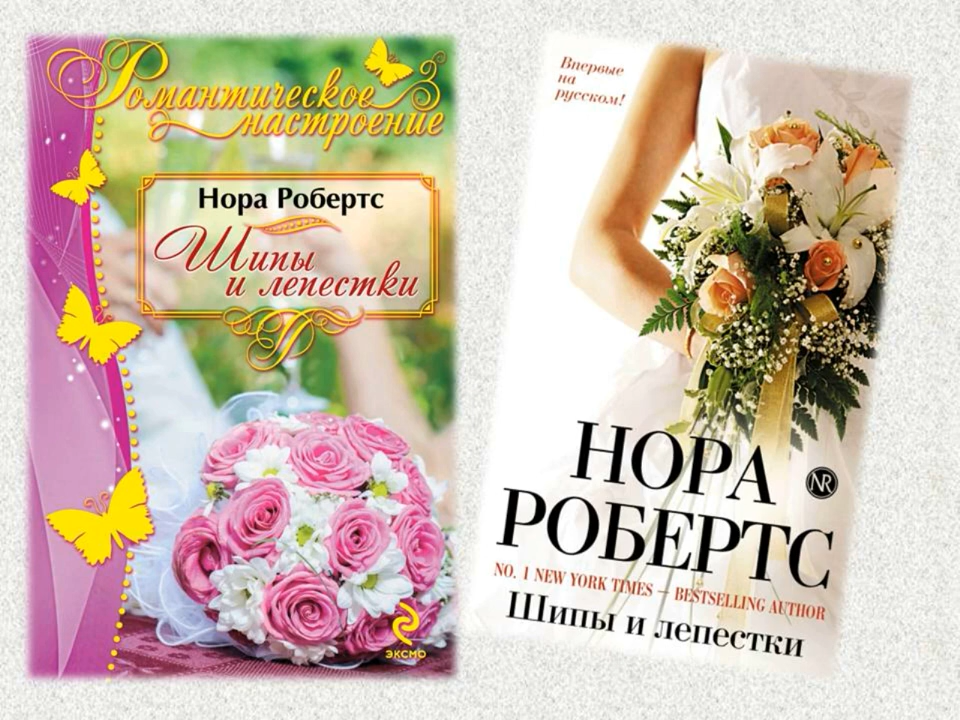 Романтическое
настроение
Нора Робертс
Шипы
и лепестки
эксмо
Впервые
на
русском!
НОРА
NR
РОБЕРТС
NO. 1 NEW YORK TIMES – BESTSELLING AUTHOR
Шипы и лепестки